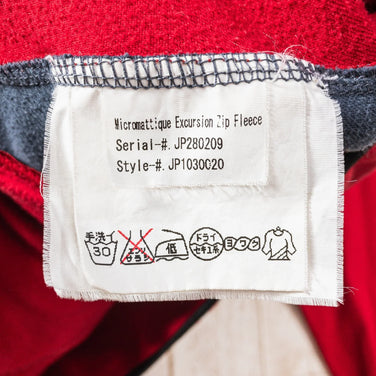 Micromattique Excursion Zip Fleece
Serial-#. JP280209
Style-#. JP1030020
手洗イ 30 エンソサラシ 低 ドライ セキユ系 ヨワク